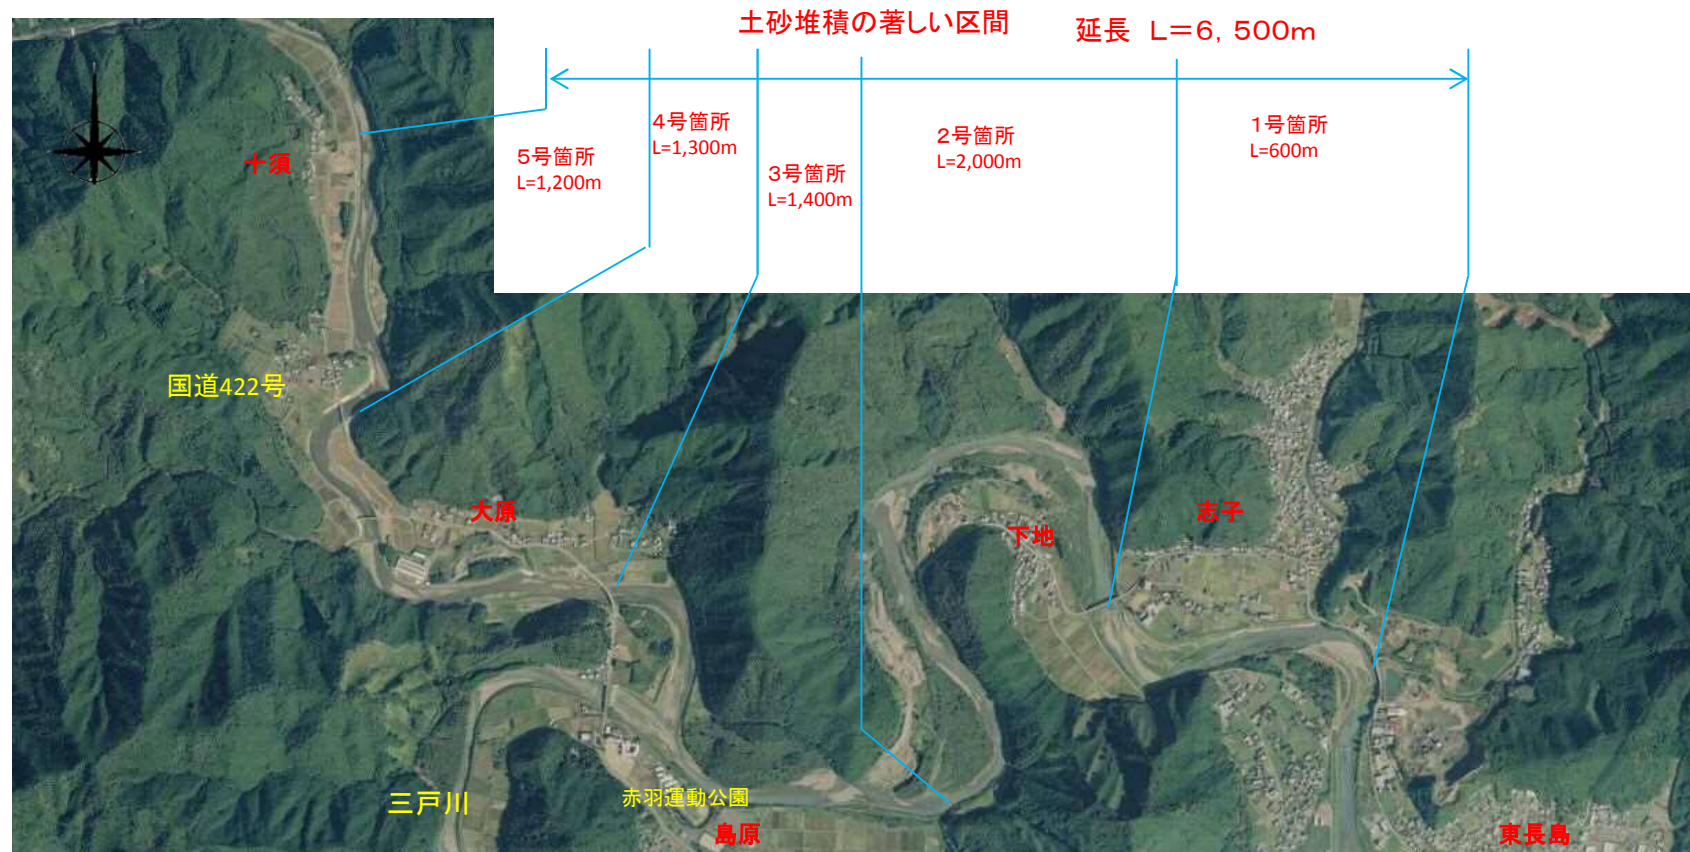 土砂堆積の著しい区間 延長 L=6,500m
5号箇所
L=1,200m
4号箇所
L=1,300m
3号箇所
L=1,400m
2号箇所
L=2,000m
1号箇所
L=600m
十須
国道422号
大原
下地
志子
三戸川
赤羽運動公園
島原
東長島